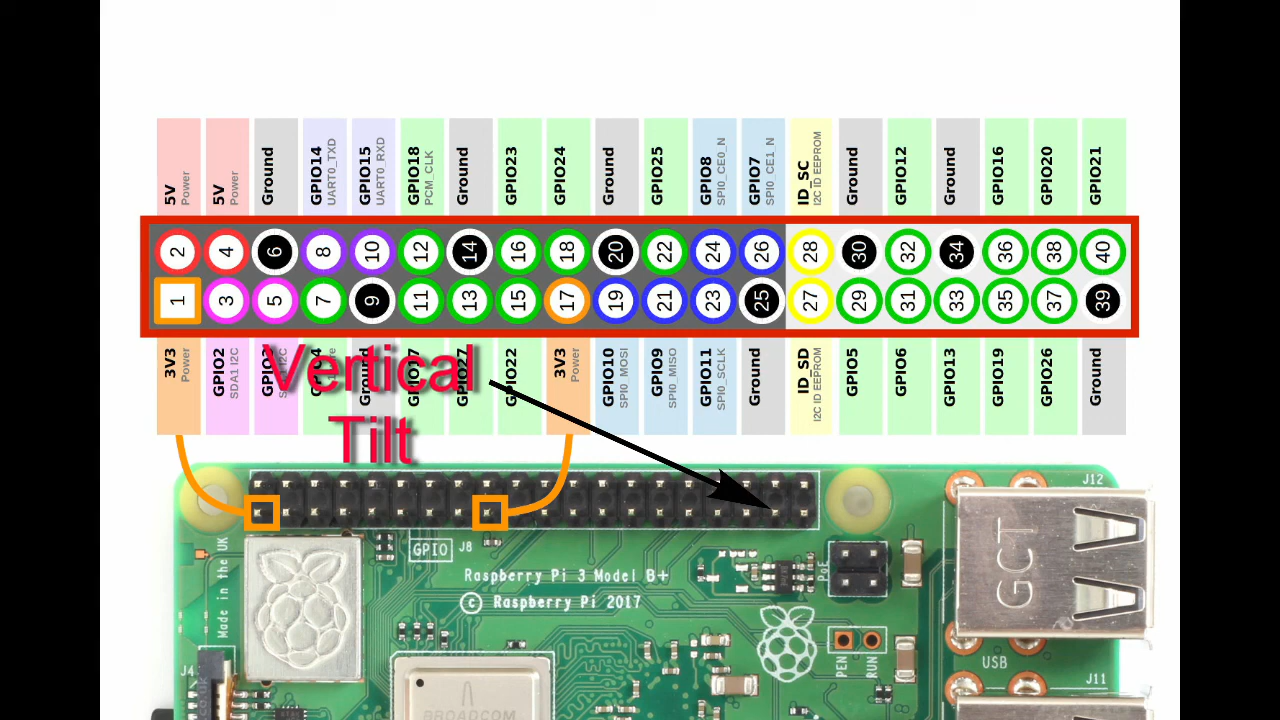 5V Power
5V Power
Ground
GPIO14 UART0_TXD
GPIO15 UART0_RXD
GPIO18 PCM_CLK
Ground
GPIO23
GPIO24
Ground
GPIO25
GPIO8 SPI0_CE0_N
GPIO7 SPI0_CE1_N
ID_SC I2C ID EEPROM
Ground
GPIO12
Ground
GPIO16
GPIO20
GPIO21
2 4 6 8 10 12 14 16 18 20 22 24 26 28 30 32 34 36 38 40
1 3 5 7 9 11 13 15 17 19 21 23 25 27 29 31 33 35 37 39
3V3 Power
GPIO2 SDA1 I2C
GPIO22
3V3 Power
GPIO10 SPI0_MOSI
GPIO9 SPI0_MISO
GPIO11 SPI0_SCLK
Ground
ID_SD I2C ID EEPROM
GPIO5
GPIO6
GPIO13
GPIO19
GPIO26
Ground
Vertical
Tilt
J12
GPIO J8
Made in the UK
Raspberry Pi 3 Model B+
© Raspberry Pi 2017
PoE
GCT
PEN
RUN
USB
J4
J11
BROADCOM